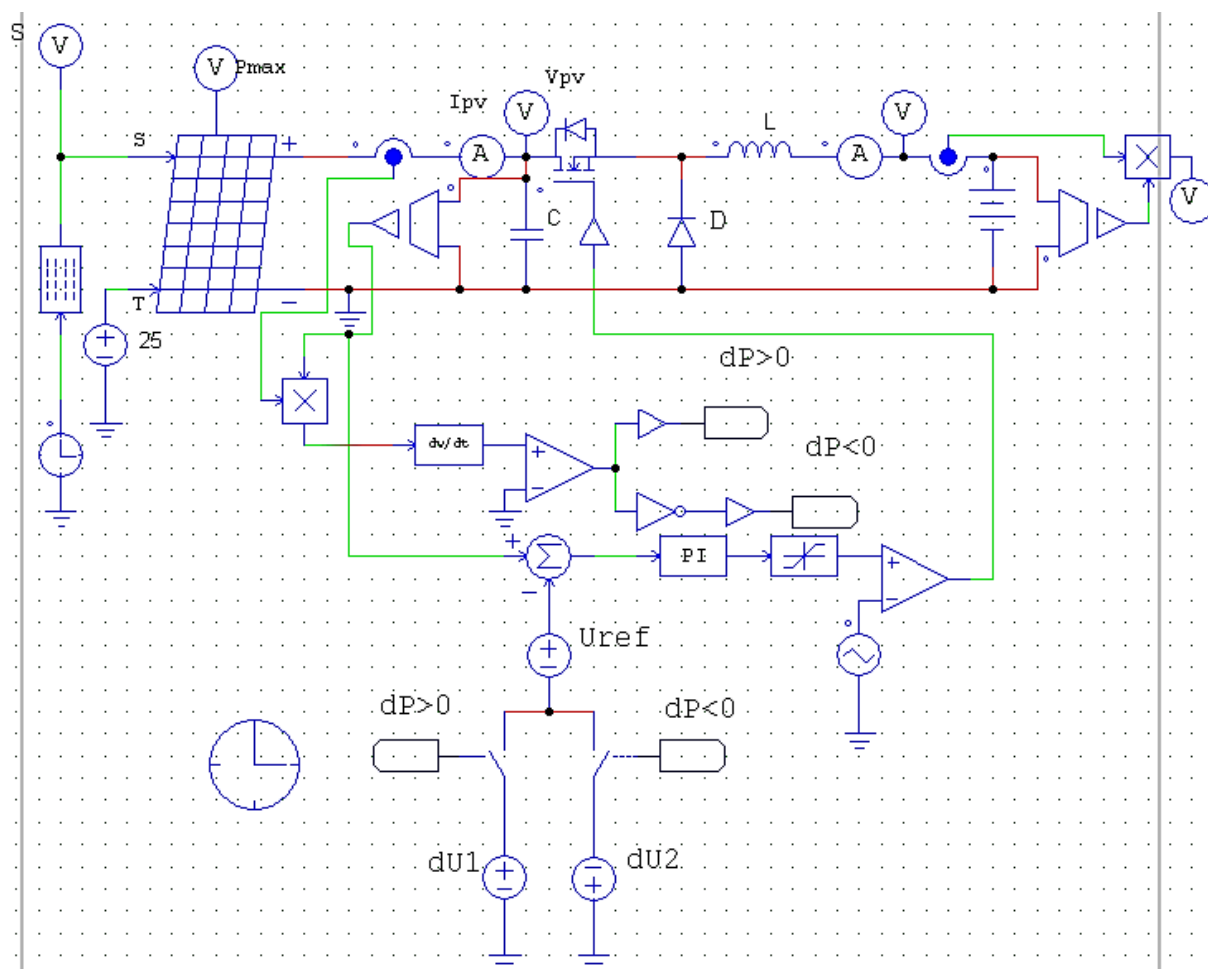 S
V
V Pmax
Vpv
Ipv
V
V
L
S
+
A
A
V
C
D
T
−
25
dP>0
dv/dt
+
−
dP<0
+
PI
+
−
−
Uref
dP>0
dP<0
dU1
dU2